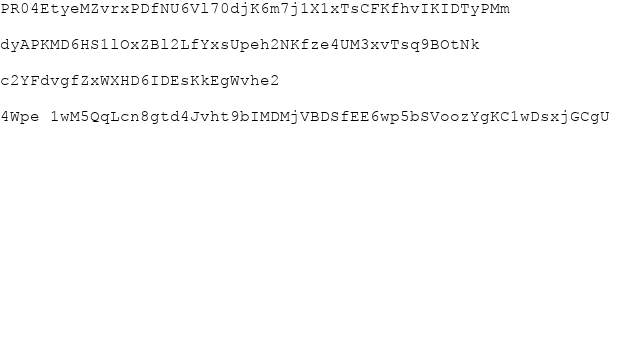 PR04EtyeMZvrxPDfNU6Vl70djK6m7j1X1xTsCFKfhvIKIDTyPMm
dyAPKMD6HS1lOxZBl2LfYxsUpeh2NKfze4UM3xvTsq9BOtNk
c2YFdvgfZxWXHD6IDEsKkEgWvhe2
4Wpe 1wM5QqLcn8gtd4Jvht9bIMDMjVBDSfEE6wp5bSVoozYgKC1wDsxjGCgU